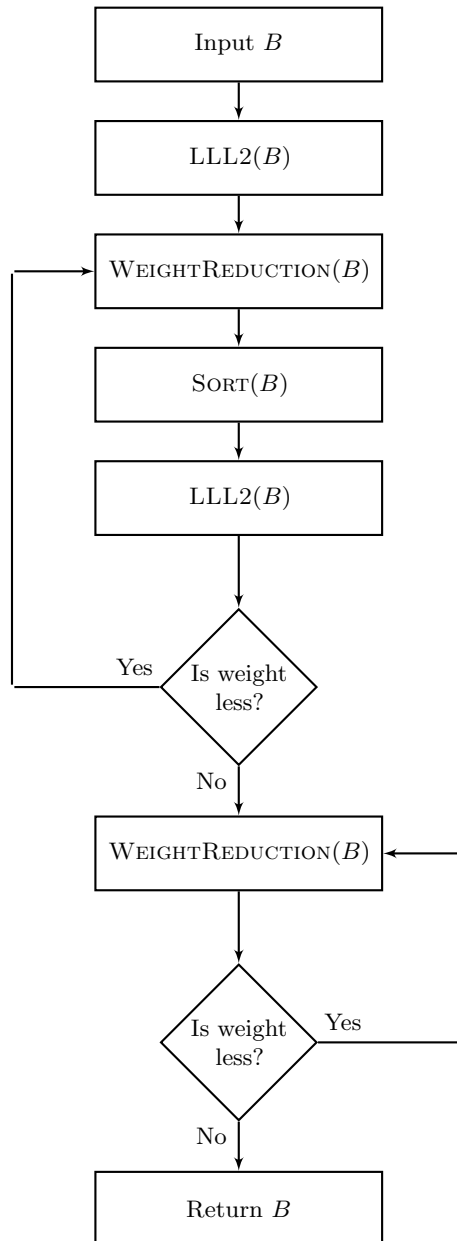 Input B
LLL2(B)
WEIGHTREDUCTION(B)
SORT(B)
LLL2(B)
Yes
Is weight
less?
No
WEIGHTREDUCTION(B)
Is weight
less?
Yes
No
Return B